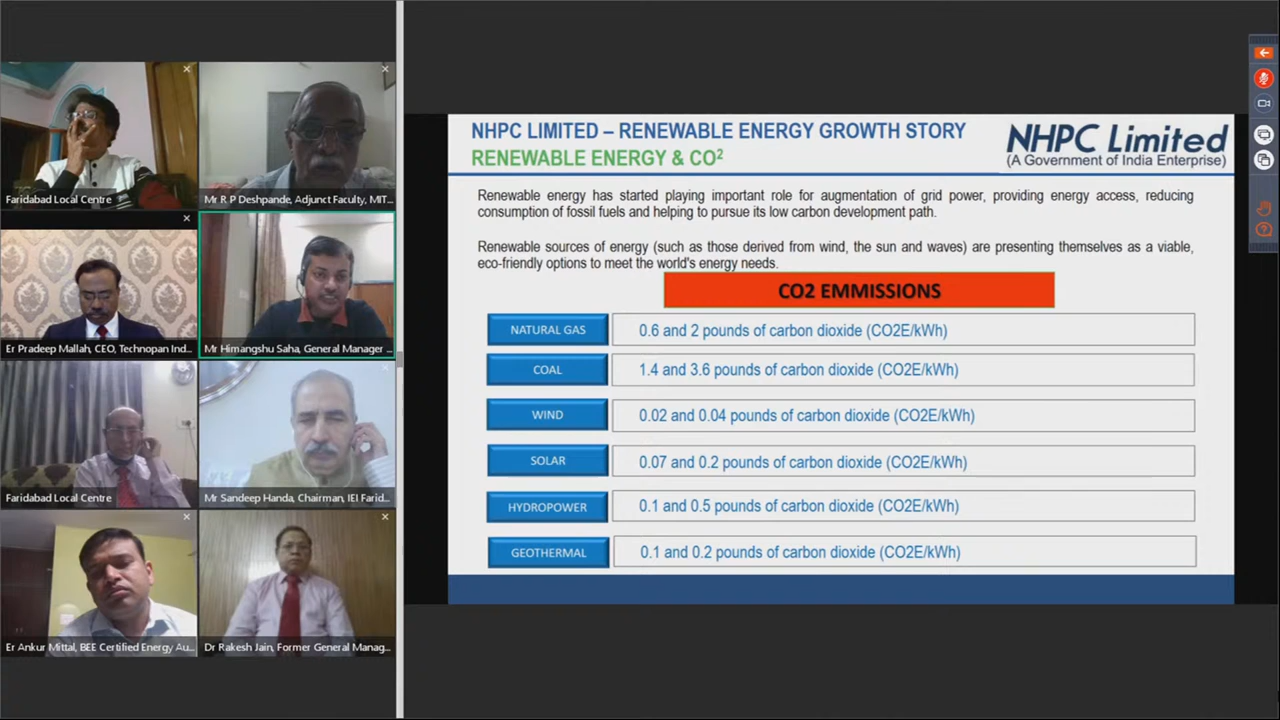 Faridabad Local Centre
Mr R P Deshpande, Adjunct Faculty, MIT...
Er Pradeep Mallah, CEO, Technopan Ind...
Mr Himangshu Saha, General Manager ...
Faridabad Local Centre
Mr Sandeep Handa, Chairman, IEI Farid...
Er Ankur Mittal, BEE Certified Energy Au...
Dr Rakesh Jain, Former General Manag...
NHPC LIMITED – RENEWABLE ENERGY GROWTH STORY
RENEWABLE ENERGY & CO²
NHPC Limited
(A Government of India Enterprise)
Renewable energy has started playing important role for augmentation of grid power, providing energy access, reducing
consumption of fossil fuels and helping to pursue its low carbon development path.
Renewable sources of energy (such as those derived from wind, the sun and waves) are presenting themselves as a viable,
eco-friendly options to meet the world's energy needs.
CO2 EMMISSIONS
NATURAL GAS 0.6 and 2 pounds of carbon dioxide (CO2E/kWh)
COAL 1.4 and 3.6 pounds of carbon dioxide (CO2E/kWh)
WIND 0.02 and 0.04 pounds of carbon dioxide (CO2E/kWh)
SOLAR 0.07 and 0.2 pounds of carbon dioxide (CO2E/kWh)
HYDROPOWER 0.1 and 0.5 pounds of carbon dioxide (CO2E/kWh)
GEOTHERMAL 0.1 and 0.2 pounds of carbon dioxide (CO2E/kWh)